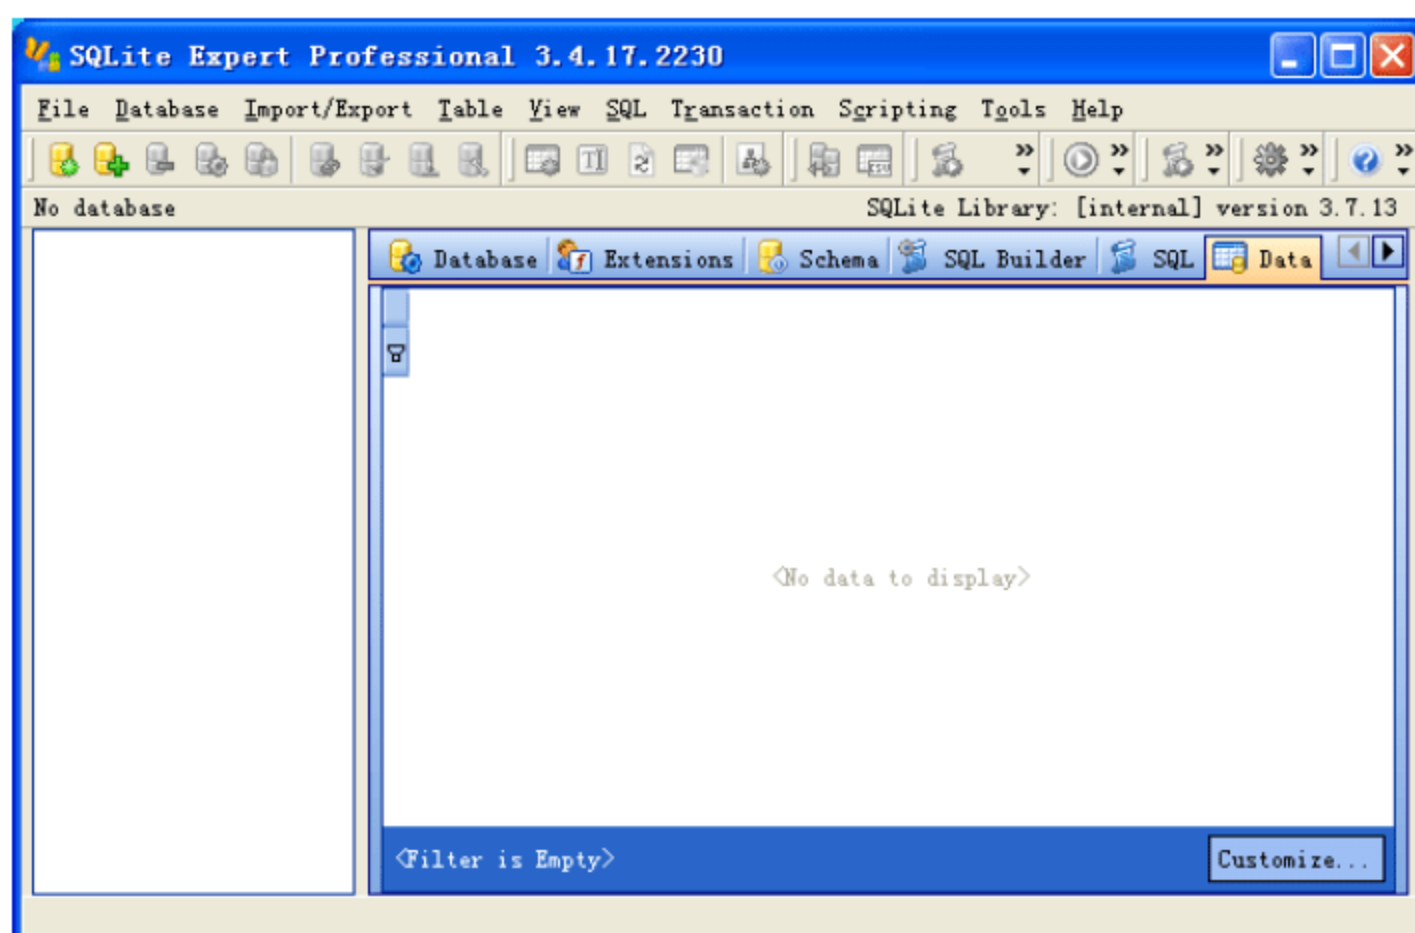 SQLite Expert Professional 3.4.17.2230
File Database Import/Export Table View SQL Transaction Scripting Tools Help
No database SQLite Library: [internal] version 3.7.13
Database Extensions Schema SQL Builder SQL Data
<No data to display>
<Filter is Empty> Customize...